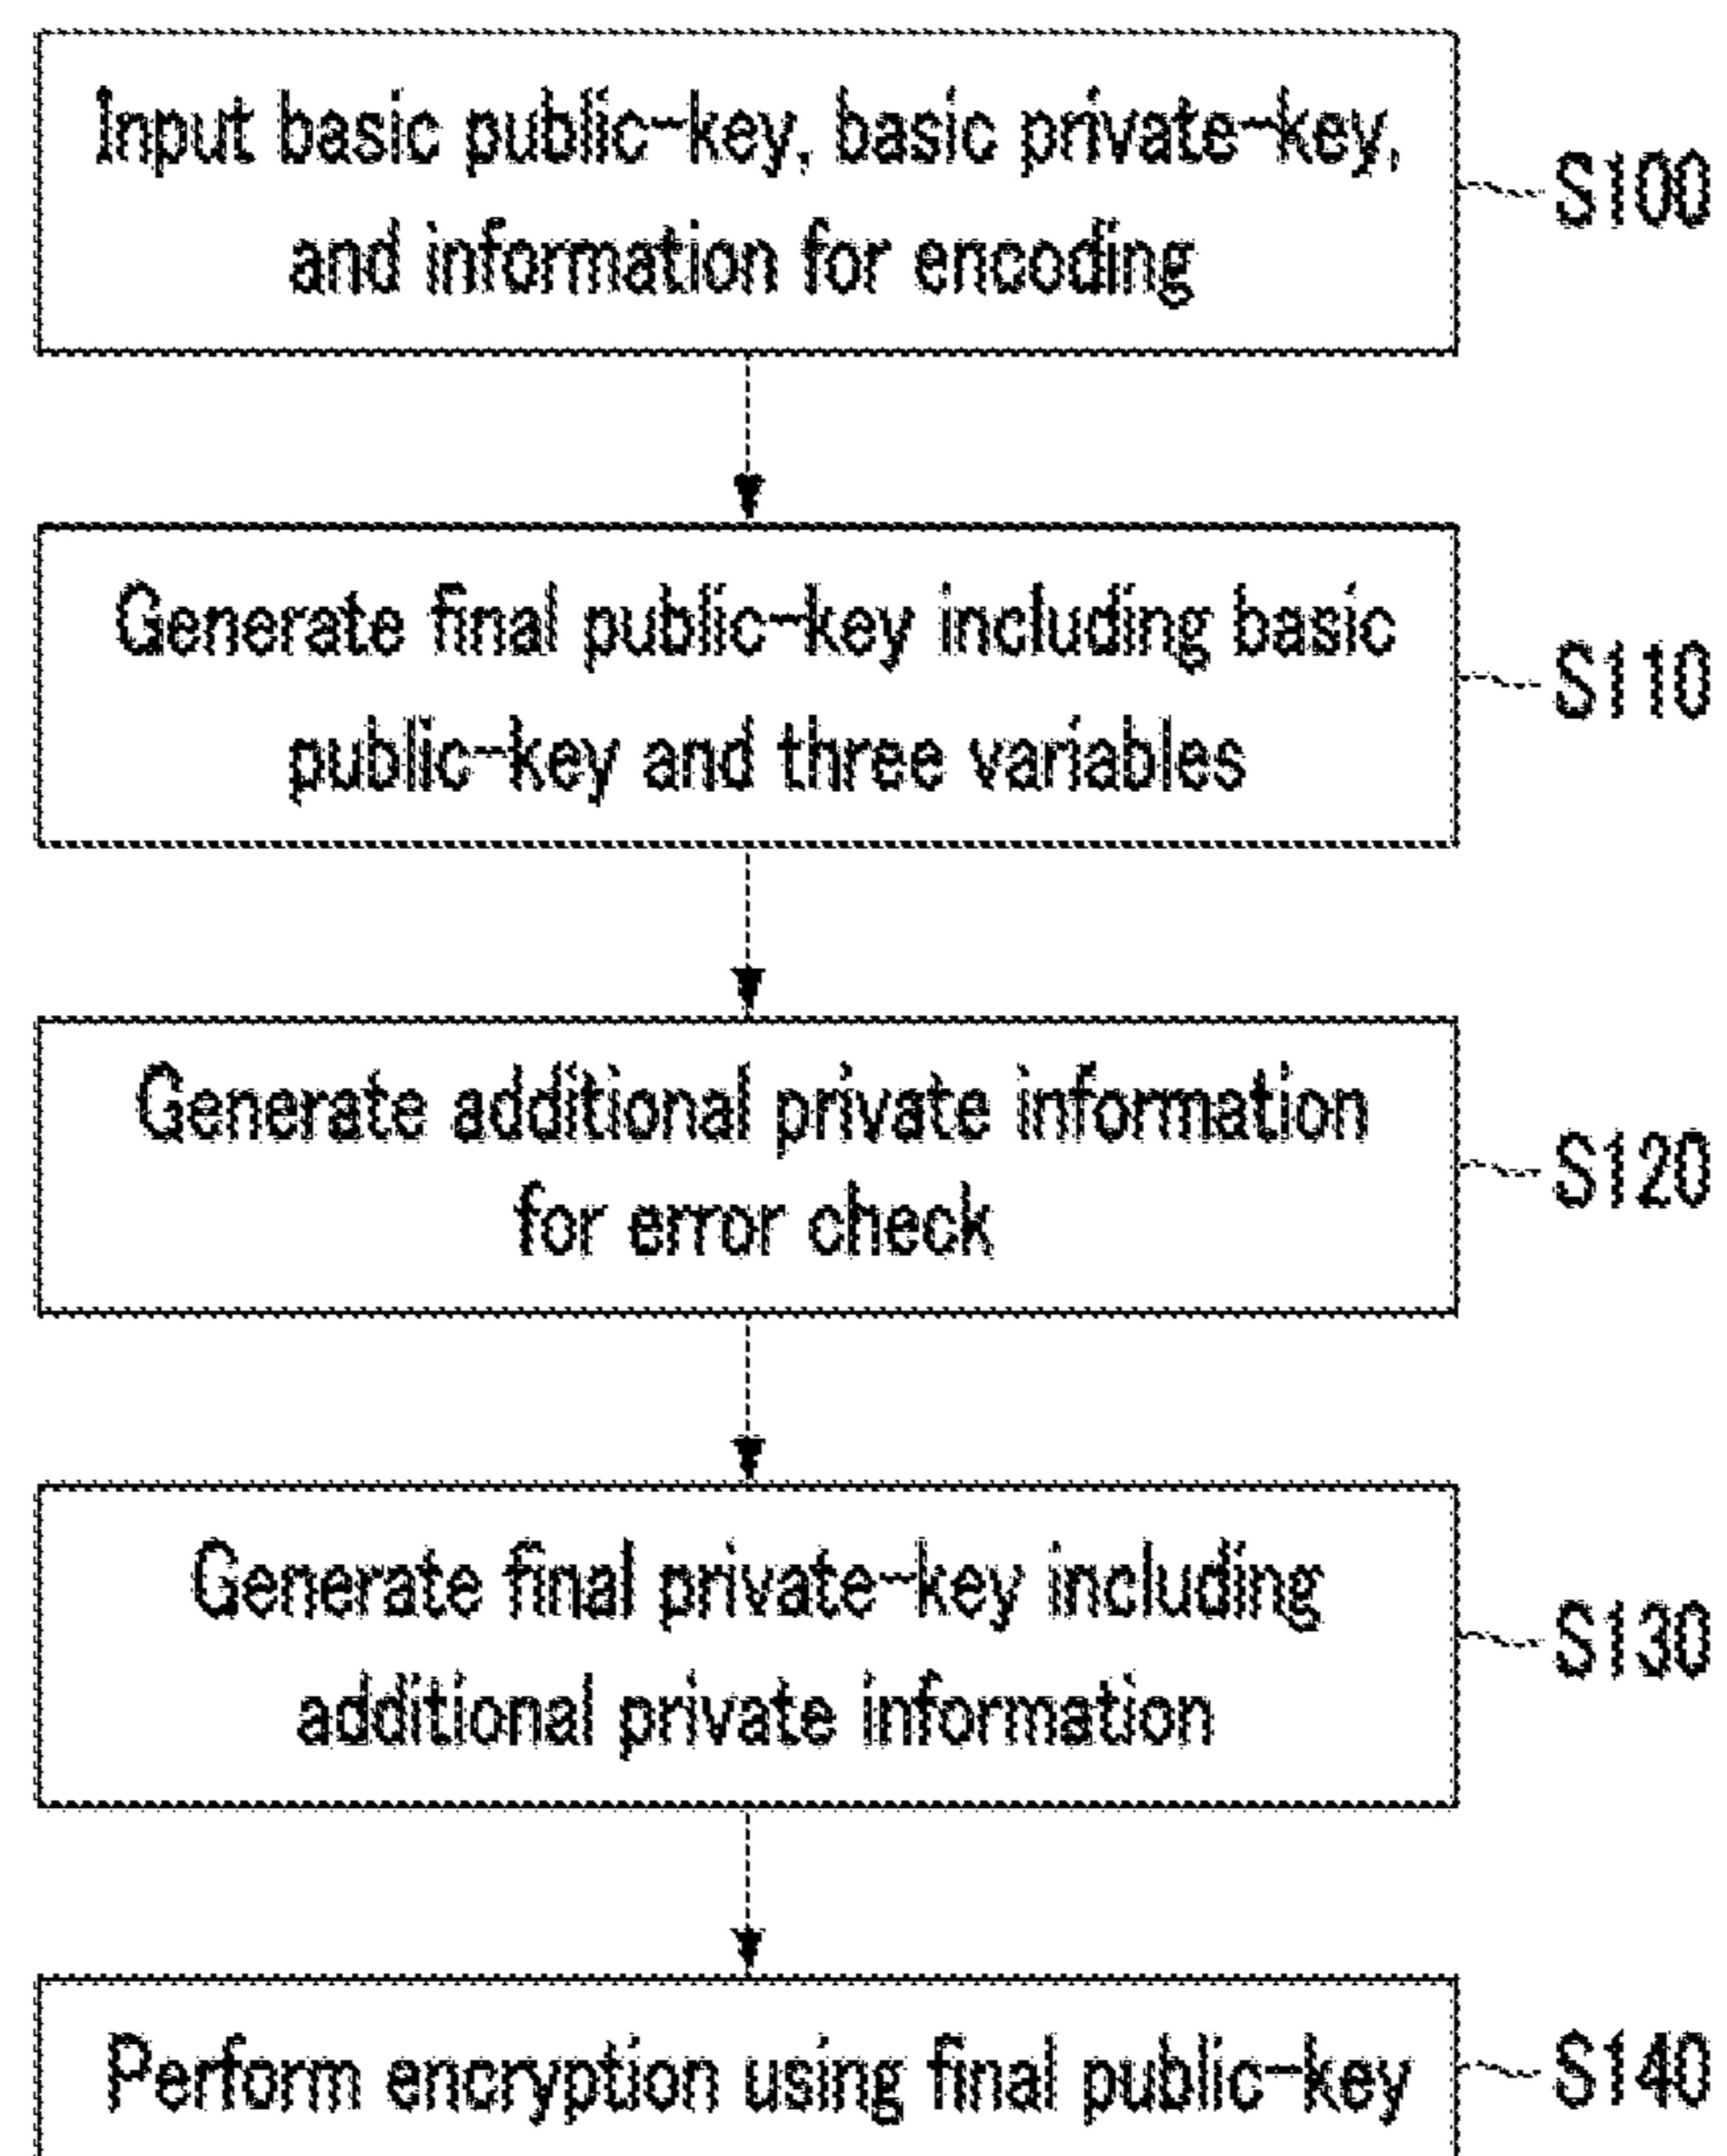 Input basic public-key, basic private-key,
and information for encoding
S100
Generate final public-key including basic
public-key and three variables
S110
Generate additional private information
for error check
S120
Generate final private-key including
additional private information
S130
Perform encryption using final public-key
S140